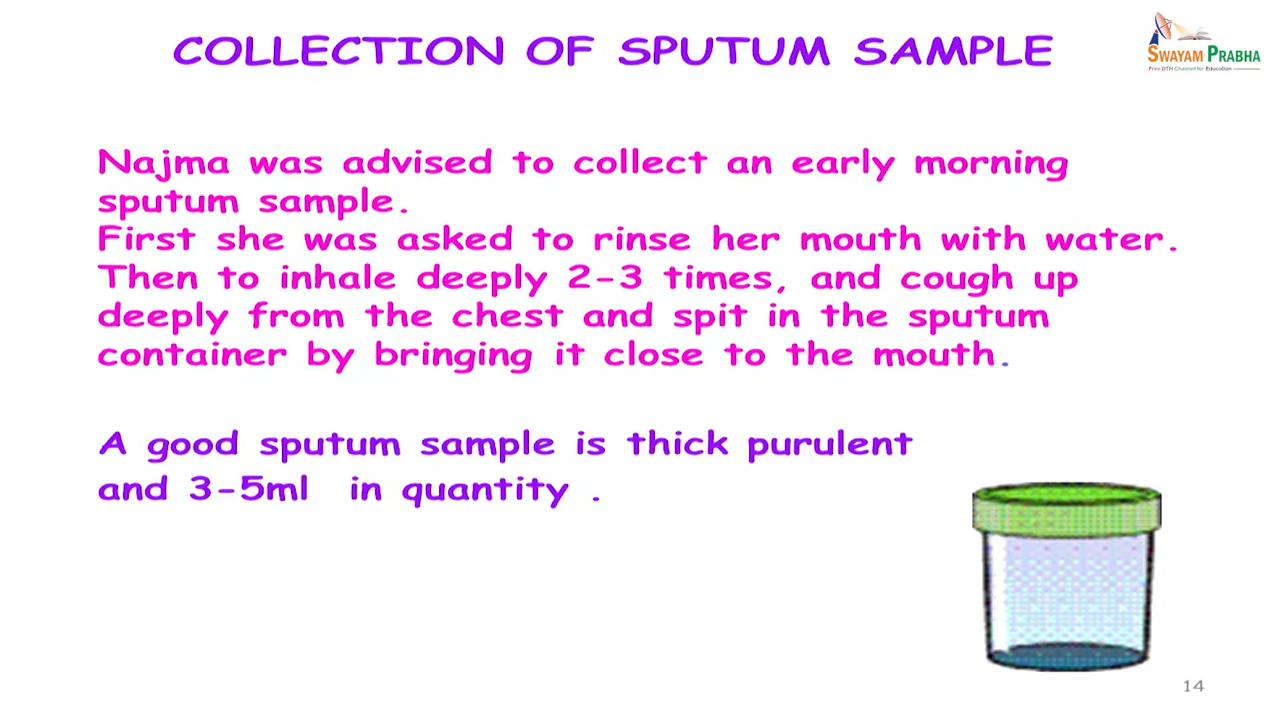 COLLECTION OF SPUTUM SAMPLE
SWAYAM PRABHA
Free DTH Channel for Education
Najma was advised to collect an early morning
sputum sample.
First she was asked to rinse her mouth with water.
Then to inhale deeply 2-3 times, and cough up
deeply from the chest and spit in the sputum
container by bringing it close to the mouth.
A good sputum sample is thick purulent
and 3-5ml in quantity .
14